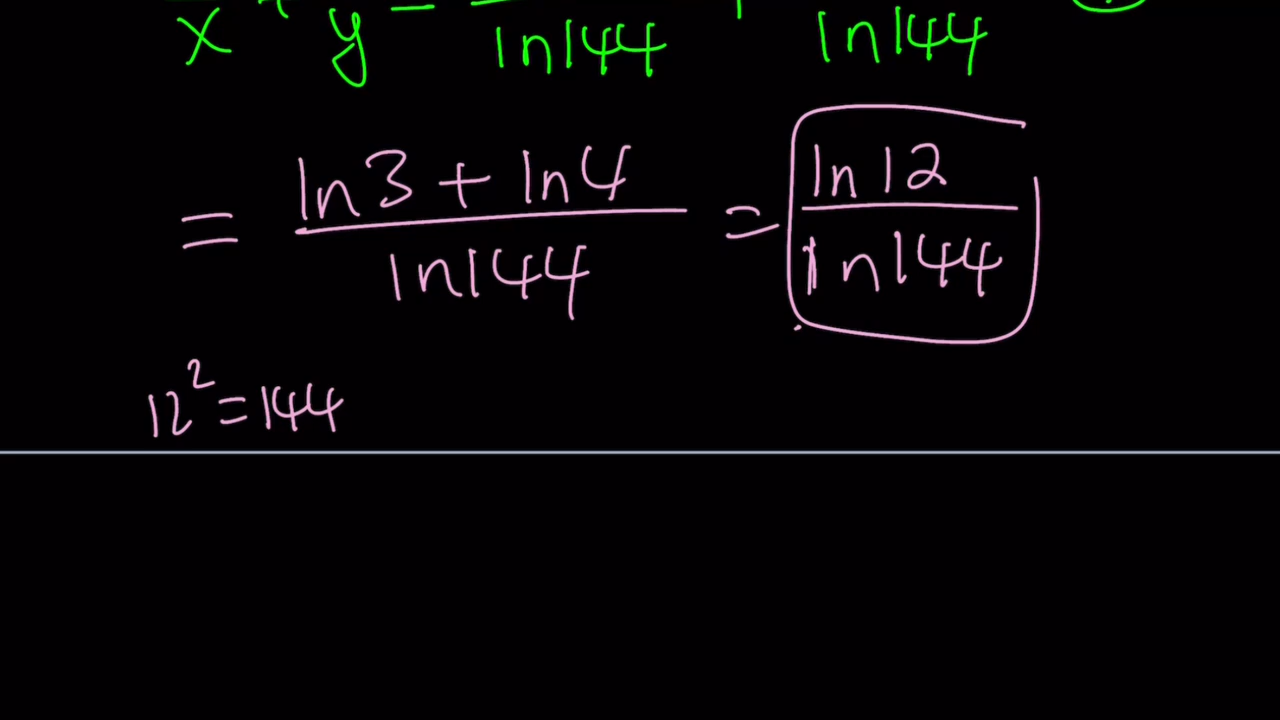 x + y = ln144 + ln144
= ln3 + ln4 / ln144 = ln12 / ln144
12² = 144